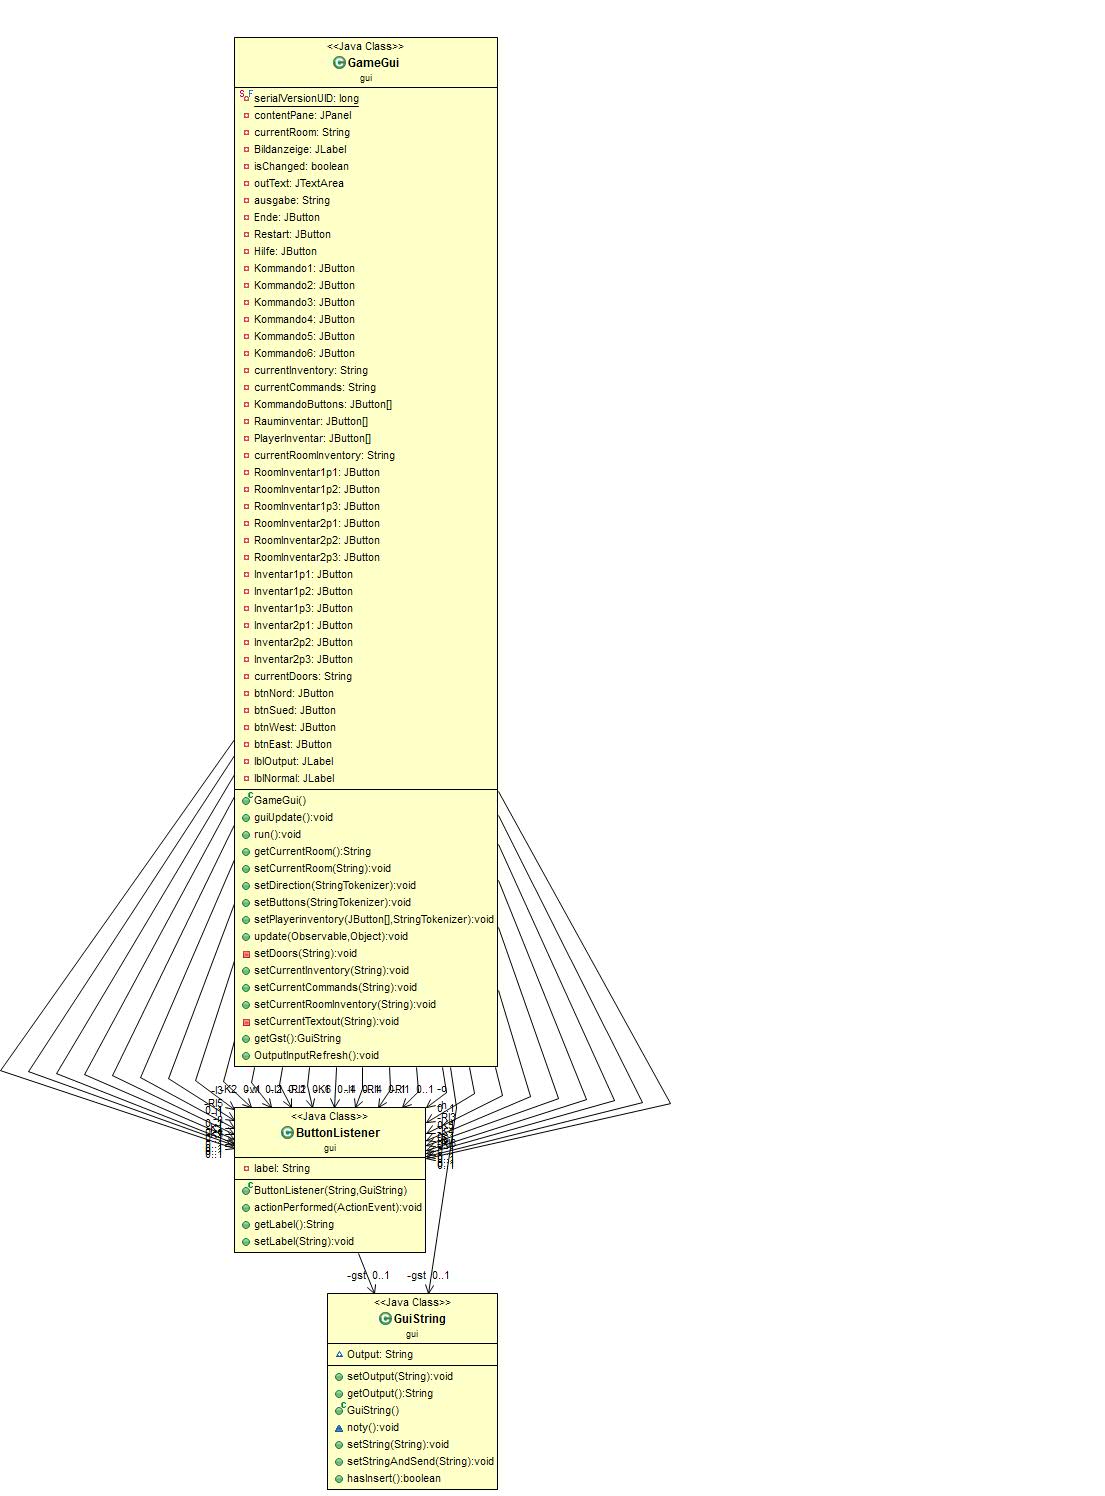 <<Java Class>>
GameGui
gui
serialVersionUID: long
contentPane: JPanel
currentRoom: String
Bildanzeige: JLabel
isChanged: boolean
outText: JTextArea
ausgabe: String
Ende: JButton
Restart: JButton
Hilfe: JButton
Kommando1: JButton
Kommando2: JButton
Kommando3: JButton
Kommando4: JButton
Kommando5: JButton
Kommando6: JButton
currentInventory: String
currentCommands: String
KommandoButtons: JButton[]
Rauminventar: JButton[]
PlayerInventar: JButton[]
currentRoomInventory: String
RoomInventar1p1: JButton
RoomInventar1p2: JButton
RoomInventar1p3: JButton
RoomInventar2p1: JButton
RoomInventar2p2: JButton
RoomInventar2p3: JButton
Inventar1p1: JButton
Inventar1p2: JButton
Inventar1p3: JButton
Inventar2p1: JButton
Inventar2p2: JButton
Inventar2p3: JButton
currentDoors: String
btnNord: JButton
btnSued: JButton
btnWest: JButton
btnEast: JButton
lblOutput: JLabel
lblNormal: JLabel
GameGui()
guiUpdate():void
run():void
getCurrentRoom():String
setCurrentRoom(String):void
setDirection(StringTokenizer):void
setButtons(StringTokenizer):void
setPlayerinventory(JButton[],StringTokenizer):void
update(Observable,Object):void
setDoors(String):void
setCurrentInventory(String):void
setCurrentCommands(String):void
setCurrentRoomInventory(String):void
setCurrentTextout(String):void
getGst():GuiString
OutputInputRefresh():void
<<Java Class>>
ButtonListener
gui
label: String
ButtonListener(String,GuiString)
actionPerformed(ActionEvent):void
getLabel():String
setLabel(String):void
-gst 0..1 -gst 0..1
<<Java Class>>
GuiString
gui
Output: String
setOutput(String):void
getOutput():String
GuiString()
noty():void
setString(String):void
setStringAndSend(String):void
hasInsert():boolean